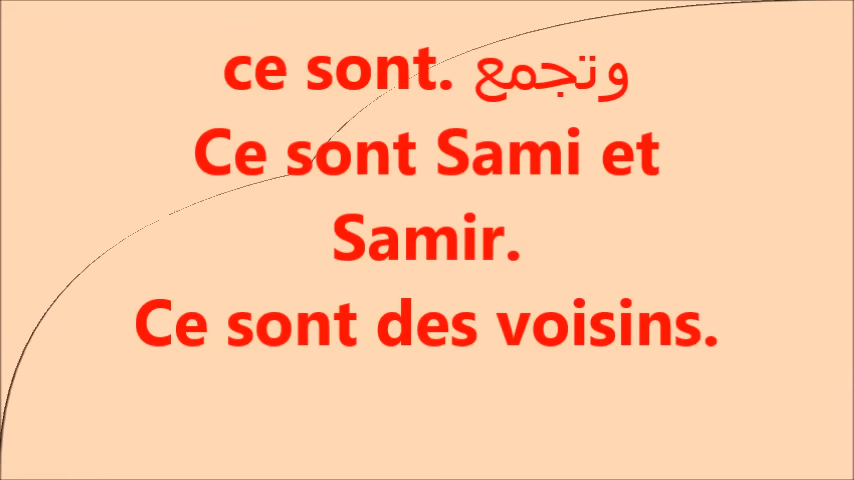 وتجمع ce sont.
Ce sont Sami et
Samir.
Ce sont des voisins.